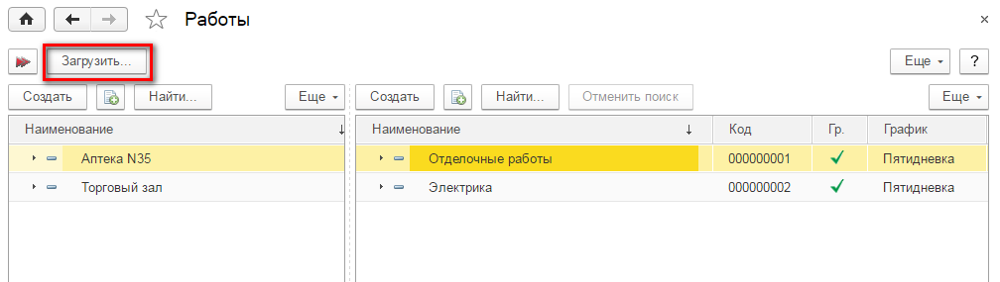 Работы
Загрузить... Еще ?
Создать Найти... Еще Создать Найти... Отменить поиск Еще
Наименование Наименование Код Гр. График
Аптека N35 Отделочные работы 000000001 Пятидневка
Торговый зал Электрика 000000002 Пятидневка